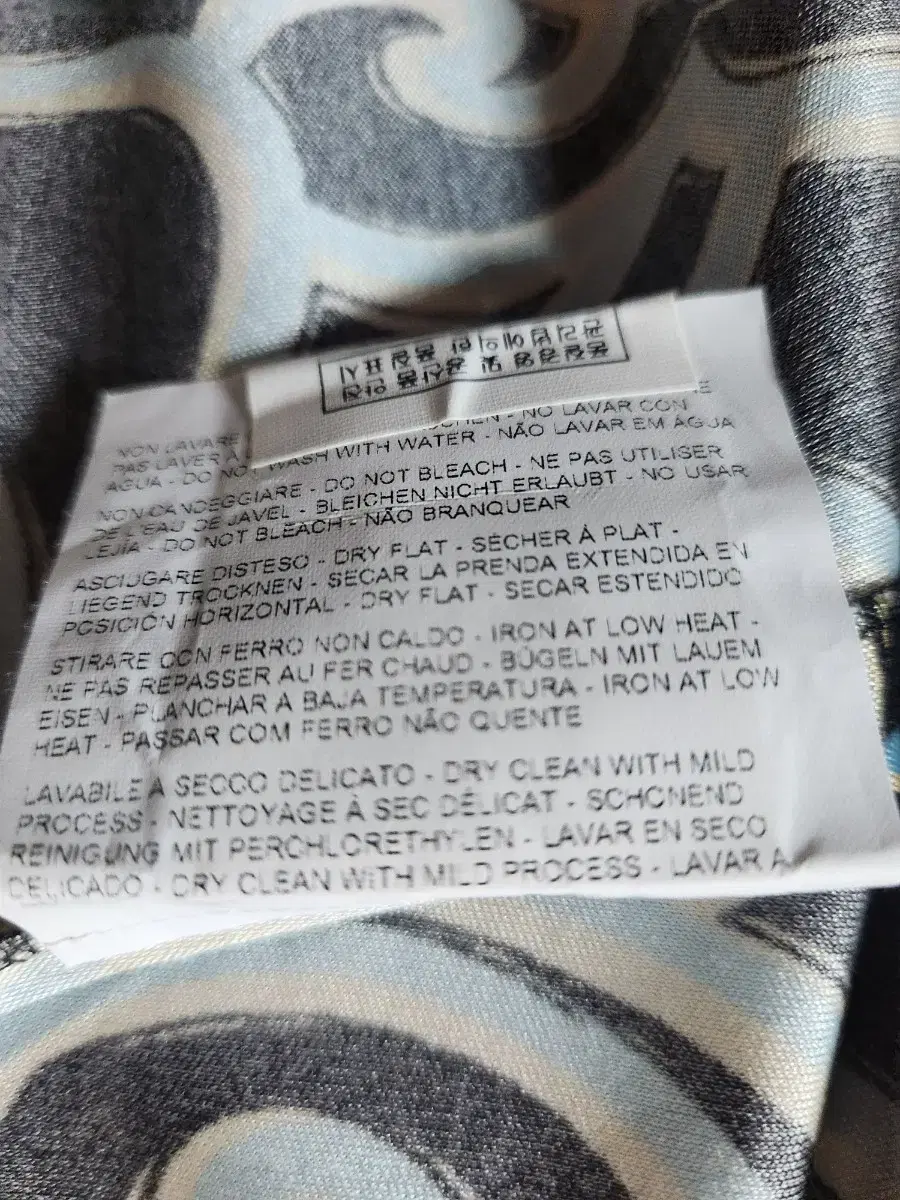 NON LAVARE
NO LAVAR CON
PAS LAVER À WASH WITH WATER - NÃO LAVAR EM ÁGUA
AGUA - DO NO
NON CANDEGGIARE - DO NOT BLEACH - NE PAS UTILISER
DE L'EAU DE JAVEL - BLEICHEN NICHT ERLAUBT - NO USAR
LEJÍA - DO NOT BLEACH - NÃO BRANQUEAR
ASCIUGARE DISTESO - DRY FLAT - SÉCHER À PLAT -
LIEGEND TROCKNEN - SECAR LA PRENDA EXTENDIDA EN
POSICIÓN HORIZONTAL - DRY FLAT - SECAR ESTENDIDO
STIRARE CON FERRO NON CALDO - IRON AT LOW HEAT -
NE PAS REPASSER AU FER CHAUD - BÜGELN MIT LAUEM
EISEN - PLANCHAR A BAJA TEMPERATURA - IRON AT LOW
HEAT - PASSAR COM FERRO NÃO QUENTE
LAVABILE A SECCO DELICATO - DRY CLEAN WITH MILD
PROCESS - NETTOYAGE À SEC DÉLICAT - SCHONEND
REINIGUNG MIT PERCHLORETHYLEN - LAVAR EN SECO
DELICADO - DRY CLEAN WITH MILD PROCESS - LAVAR A